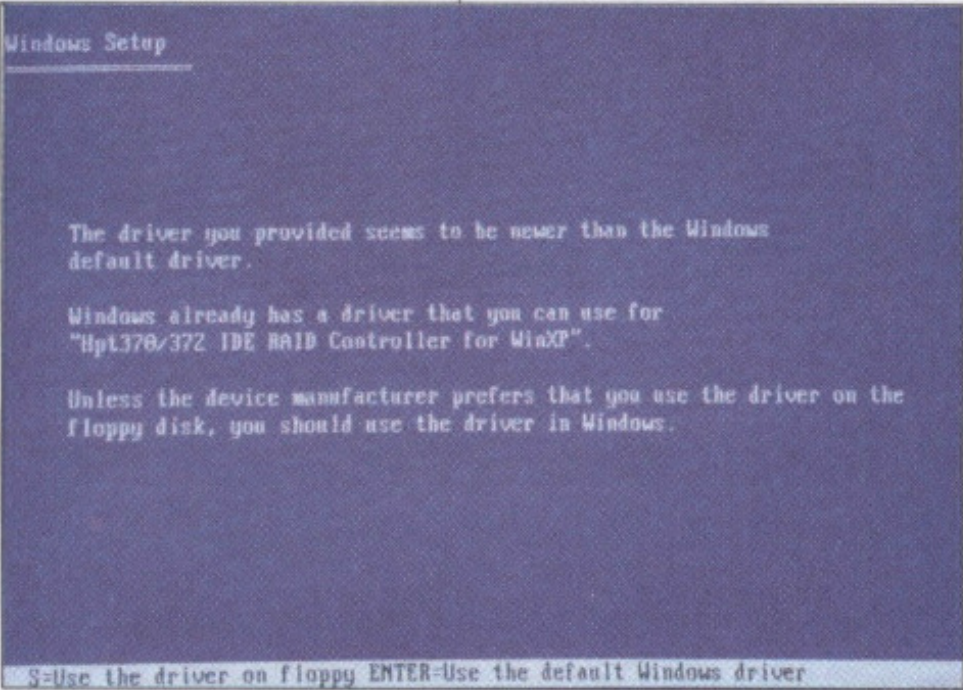 Windows Setup
The driver you provided seems to be newer than the Windows
default driver.
Windows already has a driver that you can use for
"Hpt370/372 IDE RAID Controller for WinXP".
Unless the device manufacturer prefers that you use the driver on the
floppy disk, you should use the driver in Windows.
S=Use the driver on floppy ENTER=Use the default Windows driver